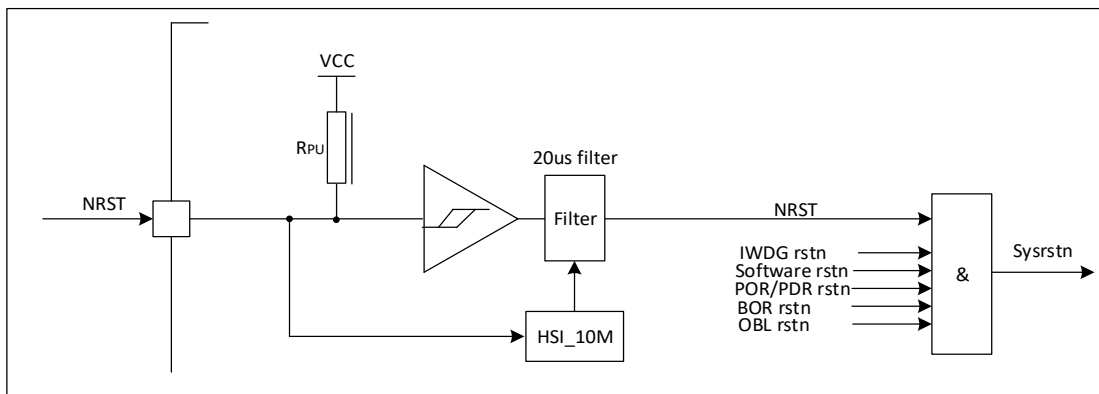 VCC
RPU
20us filter
NRST
Filter
NRST
IWDG rstn
Software rstn
POR/PDR rstn
BOR rstn
OBL rstn
&
Sysrstn
HSI_10M